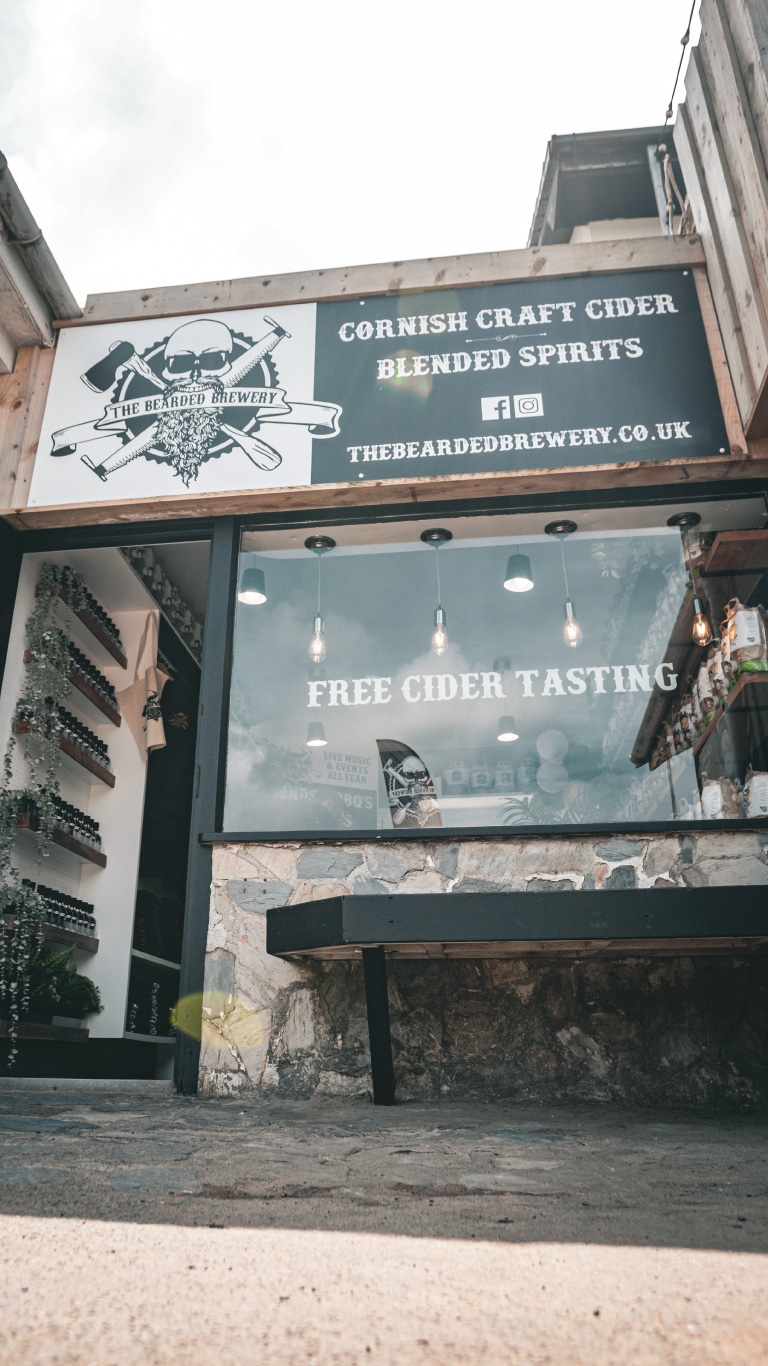 THE BEARDED BREWERY
CORNISH CRAFT CIDER
BLENDED SPIRITS
THEBEARDEDBREWERY.CO.UK
FREE CIDER TASTING
LIVE MUSIC
& EVENTS
ALL YEAR